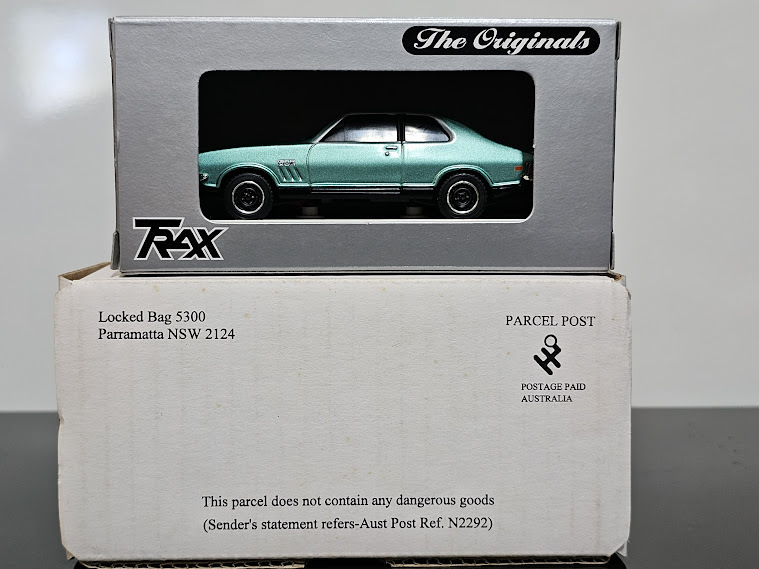 The Originals
TRAX
Locked Bag 5300
Parramatta NSW 2124
PARCEL POST
POSTAGE PAID
AUSTRALIA
This parcel does not contain any dangerous goods
(Sender's statement refers-Aust Post Ref. N2292)